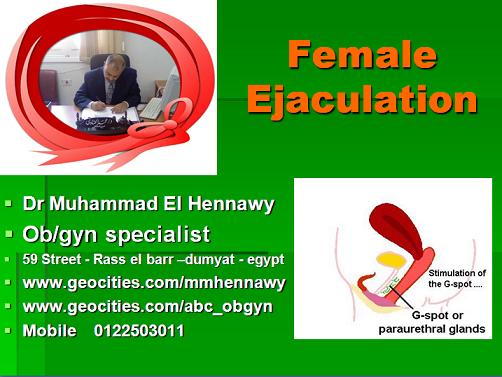 Female
Ejaculation
Dr Muhammad El Hennawy
Ob/gyn specialist
59 Street - Rass el barr –dumyat - egypt
www.geocities.com/mmhennawy
www.geocities.com/abc_obgyn
Mobile 0122503011
Stimulation of
the G-spot ....
G-spot or
paraurethral glands